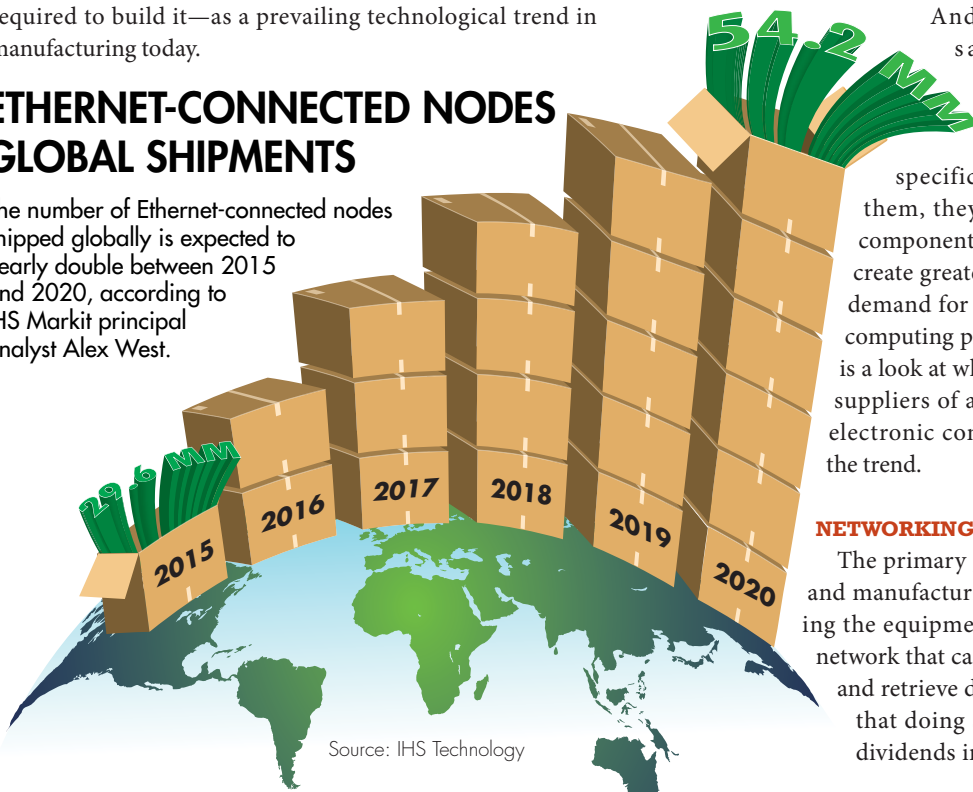 equired to build it—as a prevailing technological trend in
manufacturing today.
ETHERNET-CONNECTED NODES
GLOBAL SHIPMENTS
he number of Ethernet-connected nodes
hipped globally is expected to
early double between 2015
nd 2020, according to
HS Markit principal
nalyst Alex West.
29.6 MM
2015
2016
2017
2018
2019
2020
54.2 MM
Source: IHS Technology
And
sa
specific
them, they
component
create greate
demand for
computing p
is a look at wh
suppliers of a
electronic con
the trend.
NETWORKING
The primary
and manufactur
ing the equipme
network that ca
and retrieve d
that doing
dividends in